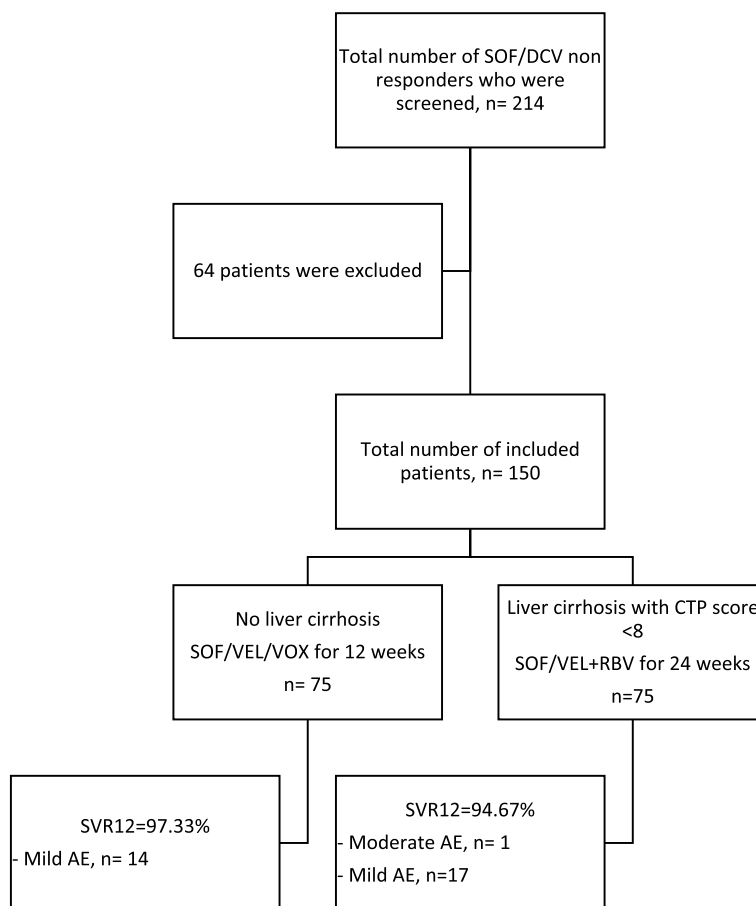 Total number of SOF/DCV non
responders who were
screened, n= 214
64 patients were excluded
Total number of included
patients, n= 150
No liver cirrhosis
SOF/VEL/VOX for 12 weeks
n= 75
Liver cirrhosis with CTP score
<8
SOF/VEL+RBV for 24 weeks
n=75
SVR12=97.33%
- Mild AE, n= 14
SVR12=94.67%
- Moderate AE, n= 1
- Mild AE, n=17